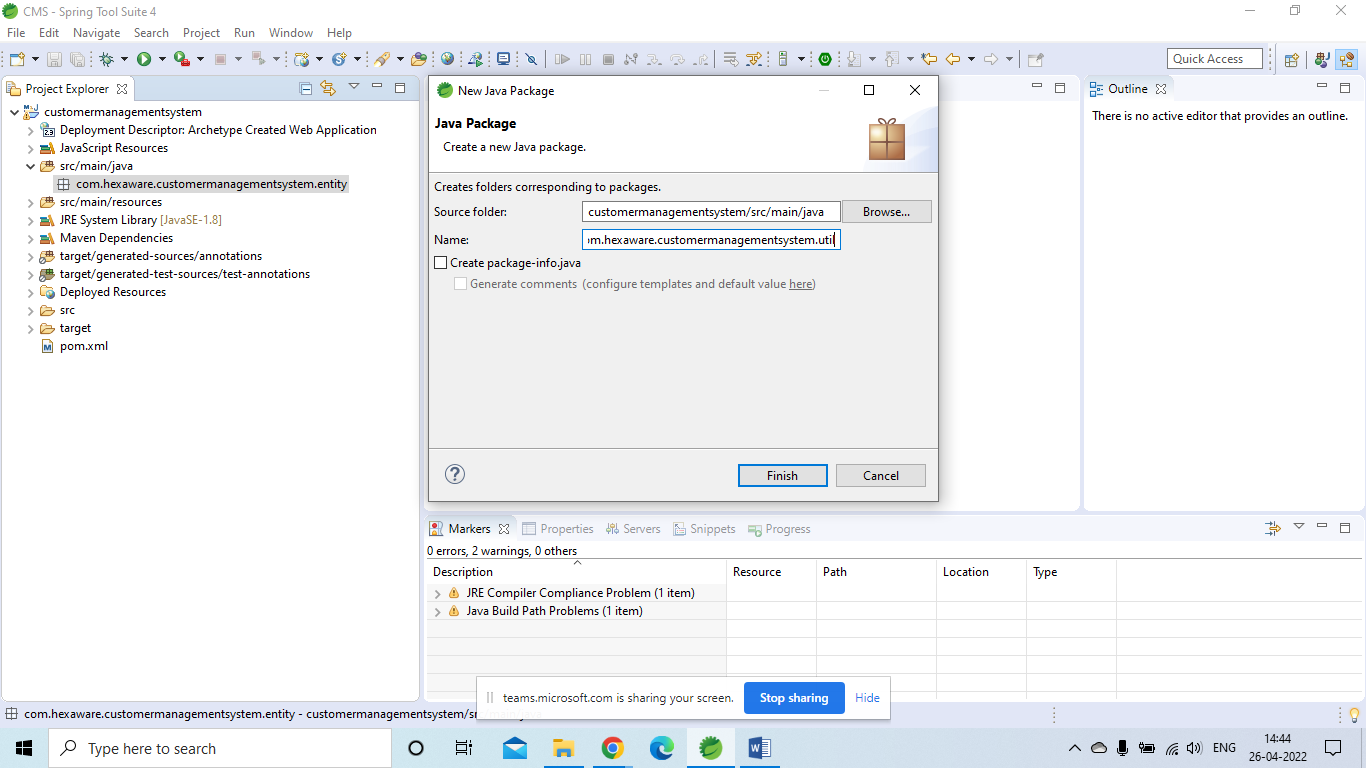 CMS - Spring Tool Suite 4
File Edit Navigate Search Project Run Window Help
Quick Access
Project Explorer
customermanagementsystem
Deployment Descriptor: Archetype Created Web Application
JavaScript Resources
src/main/java
com.hexaware.customermanagementsystem.entity
src/main/resources
JRE System Library [JavaSE-1.8]
Maven Dependencies
target/generated-sources/annotations
target/generated-test-sources/test-annotations
Deployed Resources
src
target
pom.xml
New Java Package
Java Package
Create a new Java package.
Creates folders corresponding to packages.
Source folder: customermanagementsystem/src/main/java Browse...
Name: om.hexaware.customermanagementsystem.util
Create package-info.java
Generate comments (configure templates and default value here)
Finish Cancel
Outline
There is no active editor that provides an outline.
Markers Properties Servers Snippets Progress
0 errors, 2 warnings, 0 others
Description Resource Path Location Type
JRE Compiler Compliance Problem (1 item)
Java Build Path Problems (1 item)
teams.microsoft.com is sharing your screen. Stop sharing Hide
com.hexaware.customermanagementsystem.entity - customermanagementsystem/src/main/java
Type here to search
ENG
14:44
26-04-2022